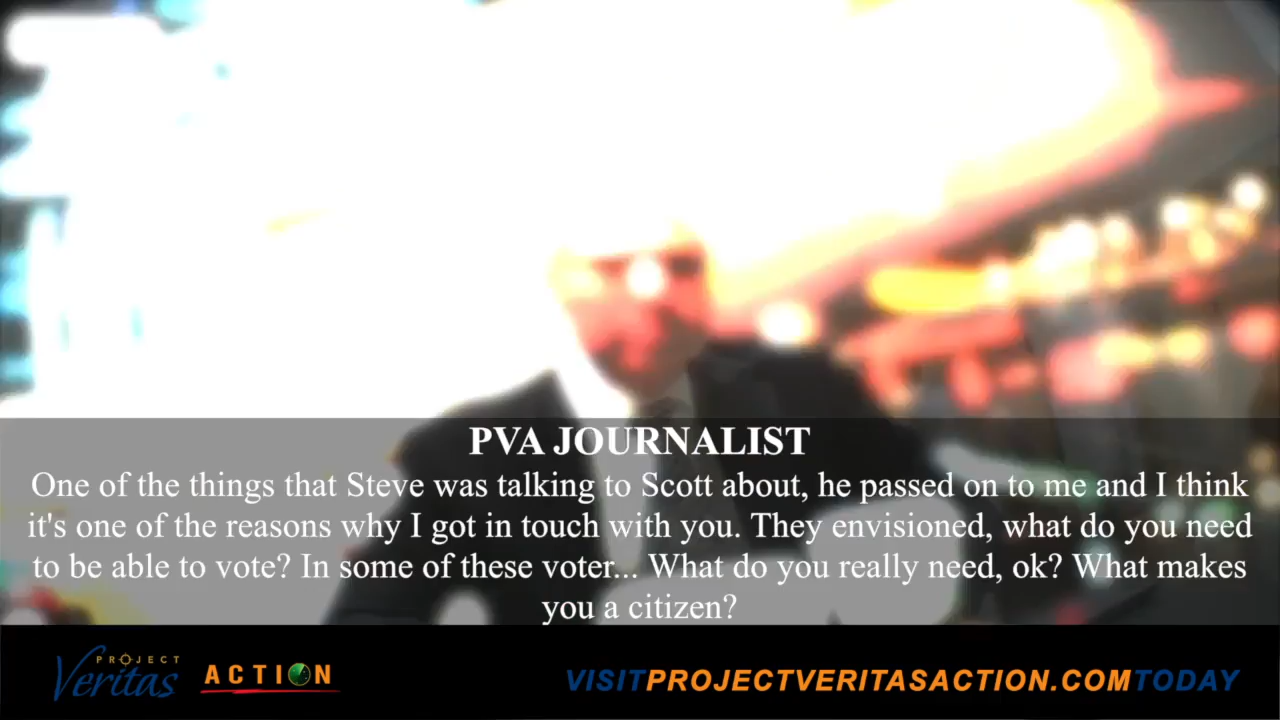 PVA JOURNALIST
One of the things that Steve was talking to Scott about, he passed on to me and I think
it's one of the reasons why I got in touch with you. They envisioned, what do you need
to be able to vote? In some of these voter... What do you really need, ok? What makes
you a citizen?
PROJECT
Veritas ACTION
VISITPROJECTVERITASACTION.COMTODAY